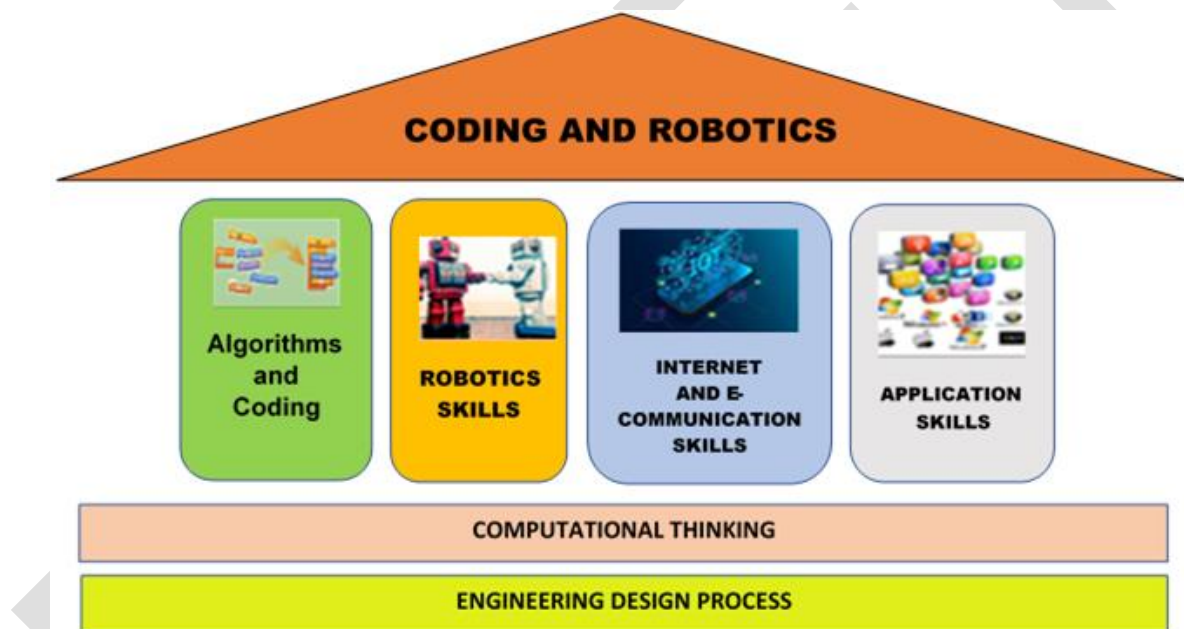 CODING AND ROBOTICS
Algorithms
and
Coding
ROBOTICS
SKILLS
INTERNET
AND E-
COMMUNICATION
SKILLS
APPLICATION
SKILLS
COMPUTATIONAL THINKING
ENGINEERING DESIGN PROCESS